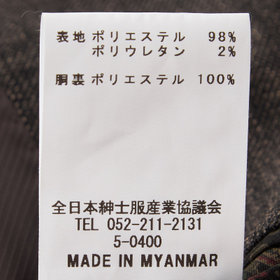 表地 ポリエステル 98%
ポリウレタン 2%
胴裏 ポリエステル 100%
全日本紳士服産業協議会
TEL 052-211-2131
5-0400
MADE IN MYANMAR